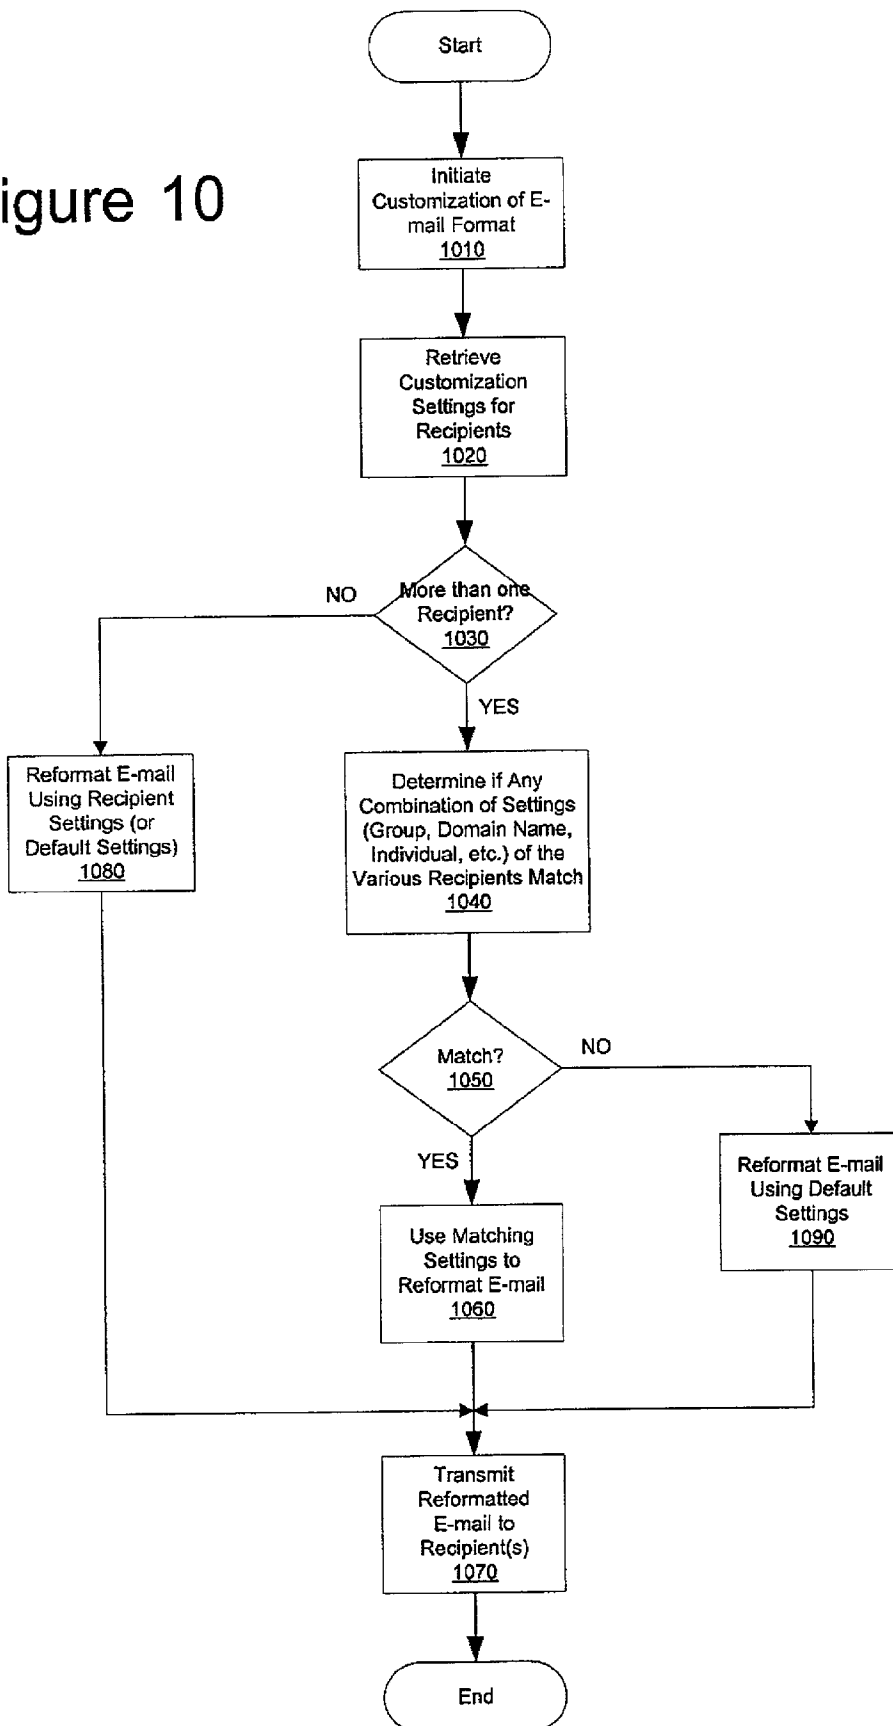 Start
igure 10
Initiate
Customization of E-
mail Format
1010
Retrieve
Customization
Settings for
Recipients
1020
More than one
Recipient?
1030
NO
YES
Reformat E-mail
Using Recipient
Settings (or
Default Settings)
1080
Determine if Any
Combination of Settings
(Group, Domain Name,
Individual, etc.) of the
Various Recipients Match
1040
Match?
1050
NO
YES
Reformat E-mail
Using Default
Settings
1090
Use Matching
Settings to
Reformat E-mail
1060
Transmit
Reformatted
E-mail to
Recipient(s)
1070
End